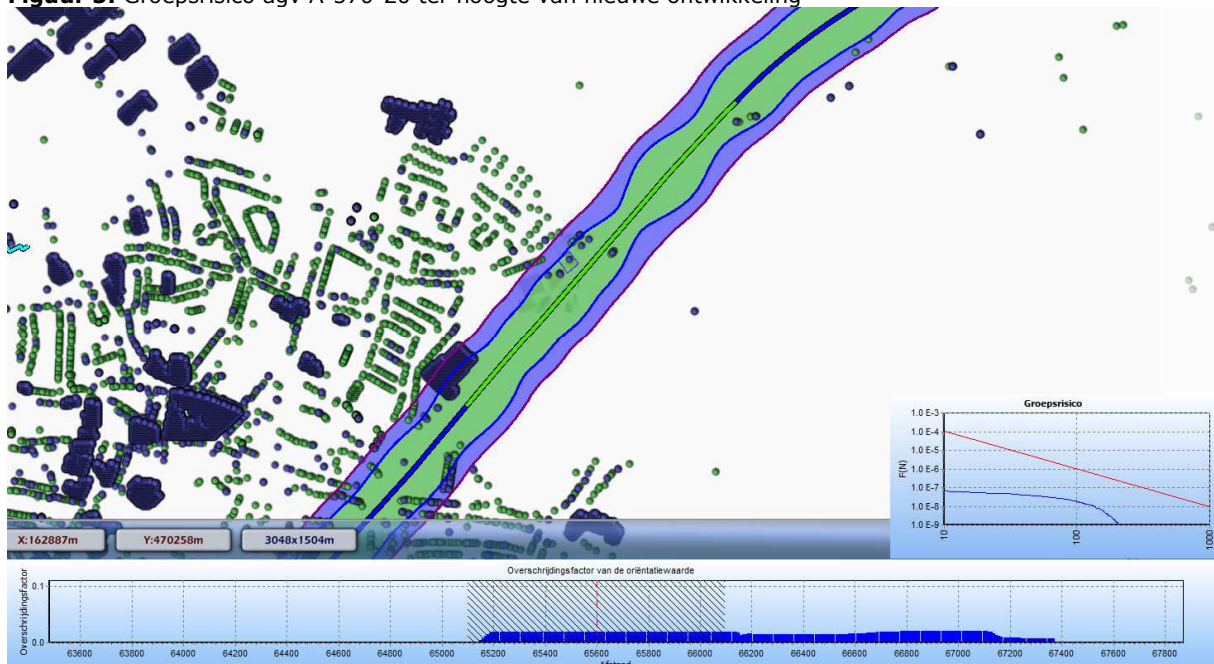 Figuur 3. Groepsrisico agv A-570-20 ter hoogte van nieuwe ontwikkeling
Groepsrisico
1.0 E-3
1.0 E-4
1.0 E-5
1.0 E-6
1.0 E-7
1.0 E-8
1.0 E-9
F(N)
10
100
1000
X:162887m
Y:470258m
3048x1504m
Overschrijdingsfactor van de oriëntatiewaarde
Overschrijdingsfactor
0.1
0.0
63600 63800 64000 64200 64400 64600 64800 65000 65200 65400 65600 65800 66000 66200 66400 66600 66800 67000 67200 67400 67600 67800
Afstand